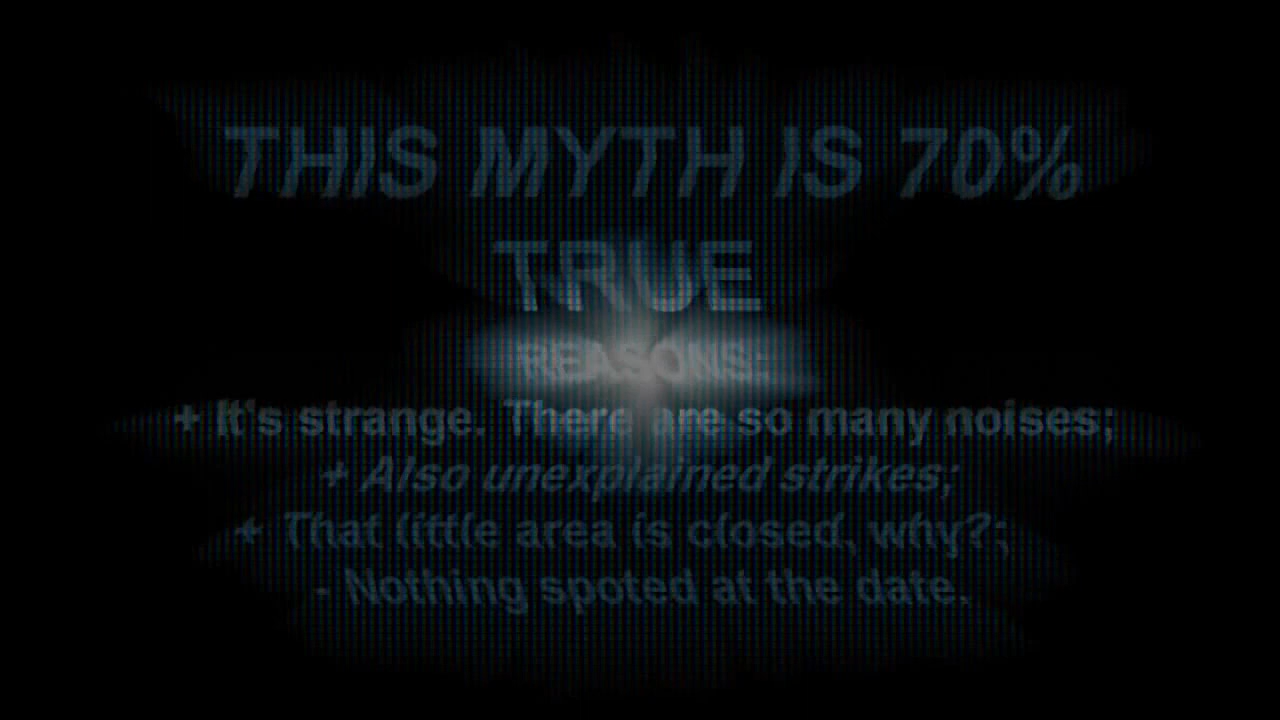 THIS MYTH IS 70%
TRUE
REASONS:
+ It's strange. There are so many noises;
+ Also unexplained strikes;
+ That little area is closed, why?;
- Nothing spoted at the date.